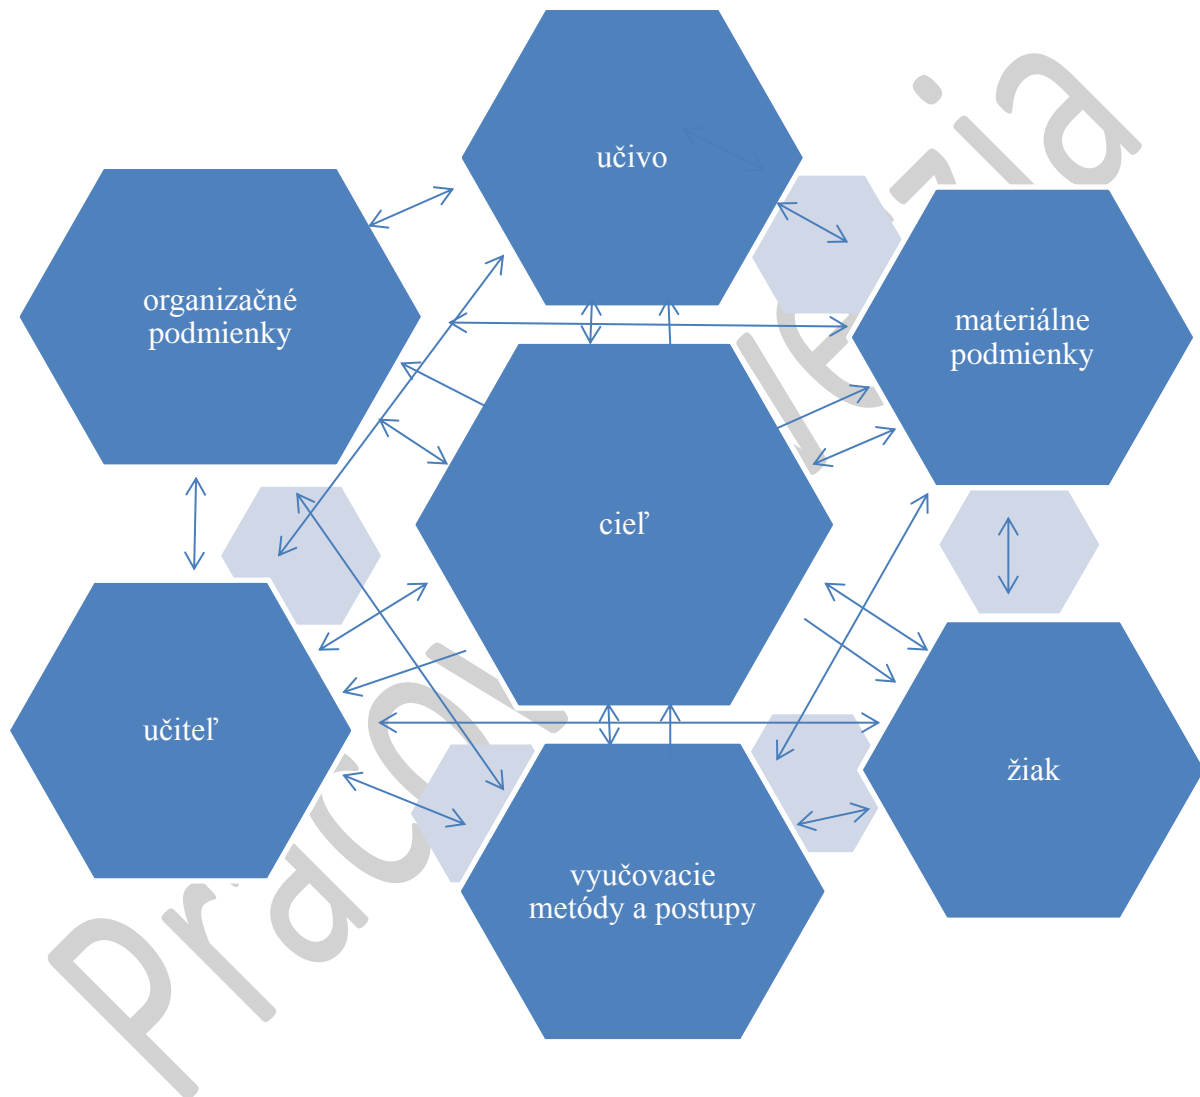 učivo
organizačné
podmienky
materiálne
podmienky
cieľ
učiteľ
žiak
vyučovacie
metódy a postupy